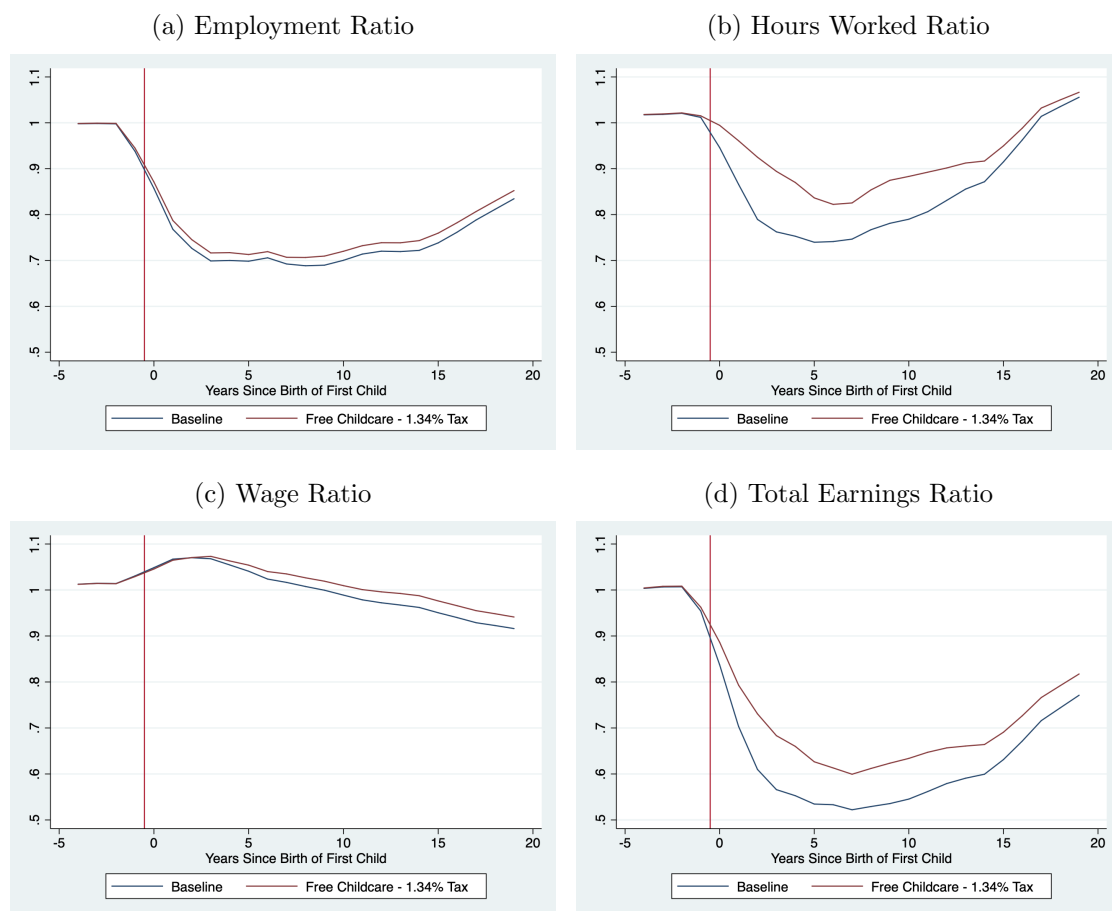 (a) Employment Ratio
1.1
1
.9
.8
.7
.6
.5
-5 0 5 10 15 20
Years Since Birth of First Child
Baseline Free Childcare - 1.34% Tax
(b) Hours Worked Ratio
1.1
1
.9
.8
.7
.6
.5
-5 0 5 10 15 20
Years Since Birth of First Child
Baseline Free Childcare - 1.34% Tax
(c) Wage Ratio
1.1
1
.9
.8
.7
.6
.5
-5 0 5 10 15 20
Years Since Birth of First Child
Baseline Free Childcare - 1.34% Tax
(d) Total Earnings Ratio
1.1
1
.9
.8
.7
.6
.5
-5 0 5 10 15 20
Years Since Birth of First Child
Baseline Free Childcare - 1.34% Tax